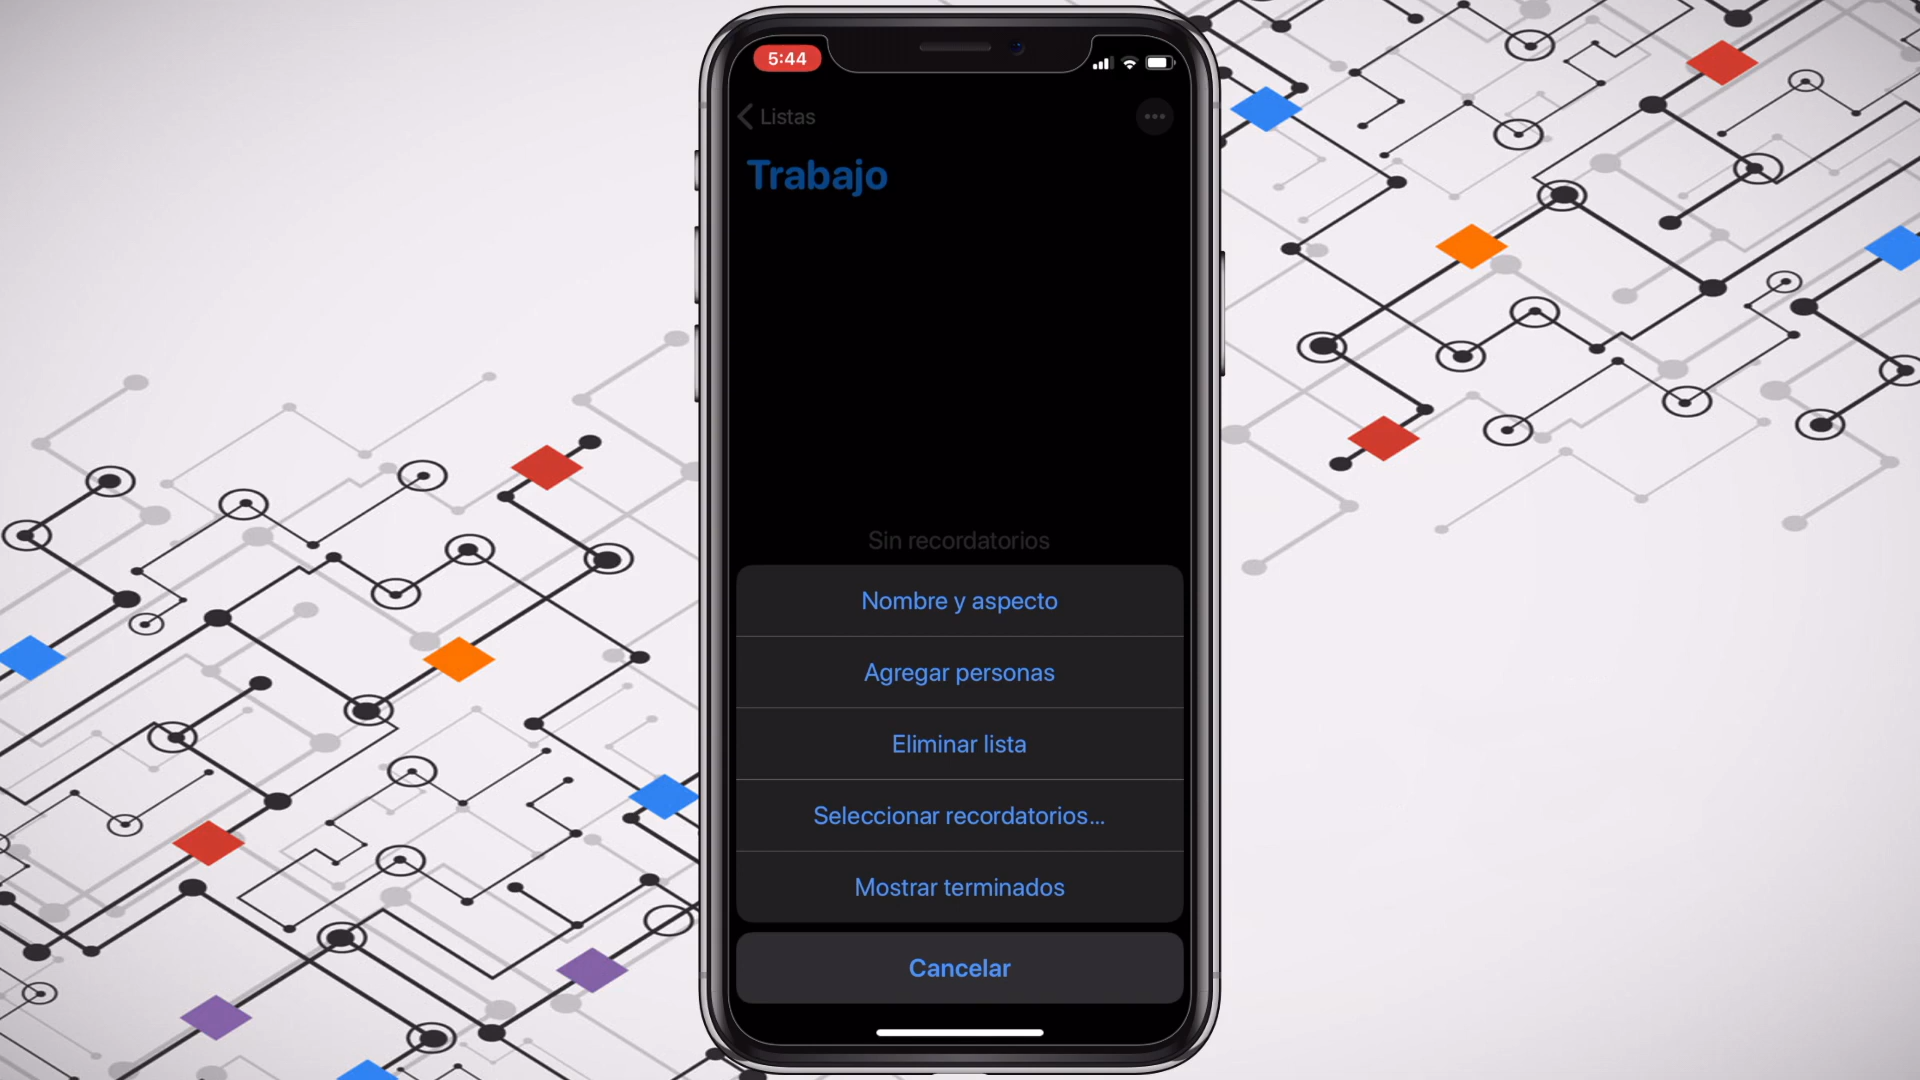 5:44
Listas
Trabajo
Sin recordatorios
Nombre y aspecto
Agregar personas
Eliminar lista
Seleccionar recordatorios...
Mostrar terminados
Cancelar